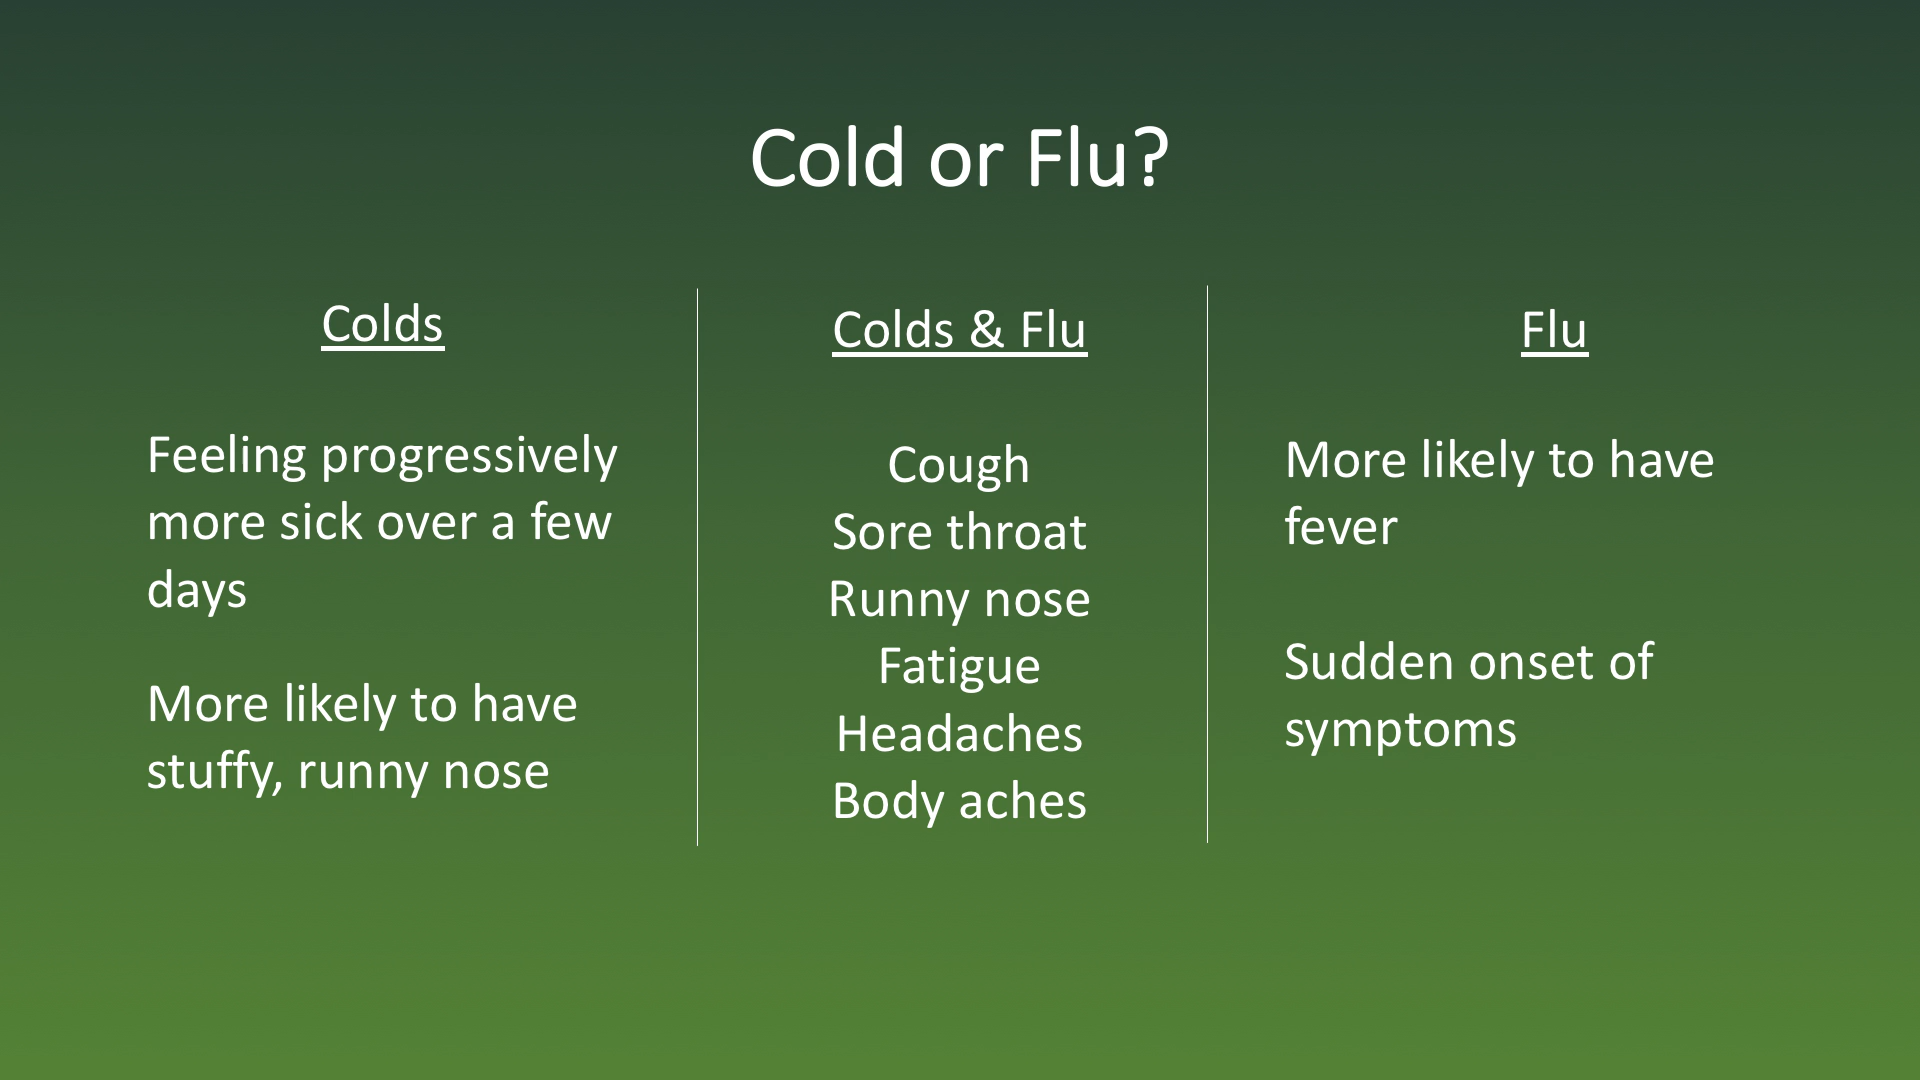 Cold or Flu?
Colds
Feeling progressively
more sick over a few
days
More likely to have
stuffy, runny nose
Colds & Flu
Cough
Sore throat
Runny nose
Fatigue
Headaches
Body aches
Flu
More likely to have
fever
Sudden onset of
symptoms